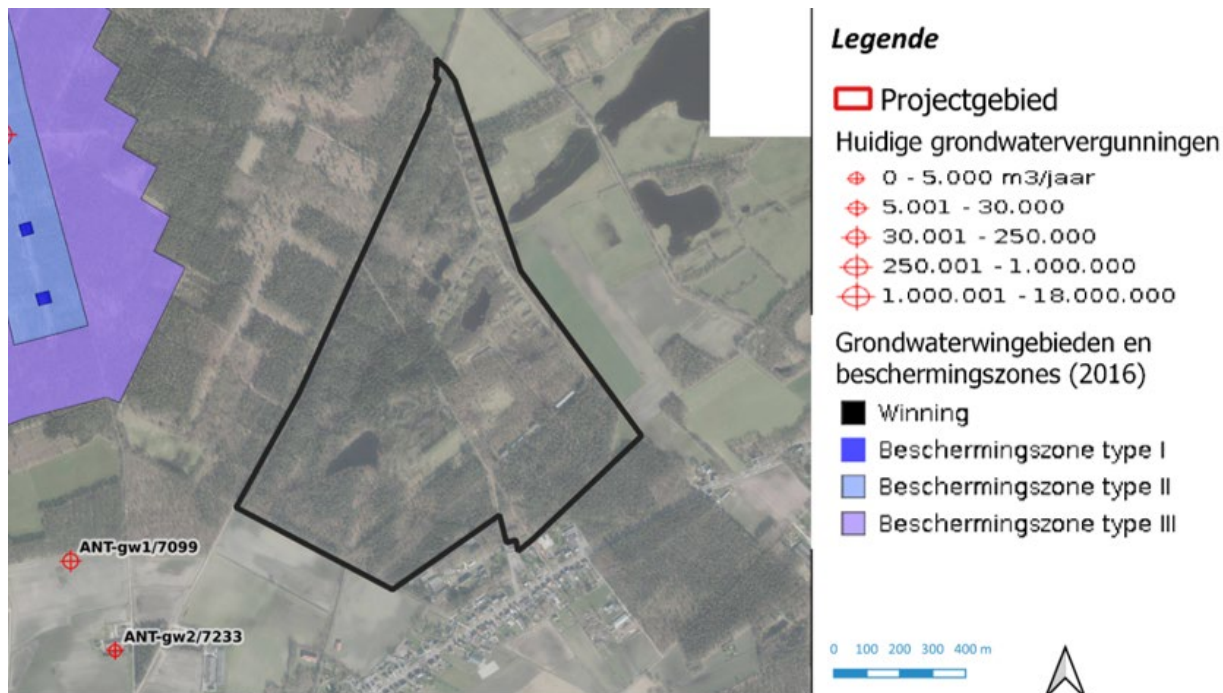 Legende
Projectgebied
Huidige grondwatervergunningen
0 - 5.000 m3/jaar
5.001 - 30.000
30.001 - 250.000
250.001 - 1.000.000
1.000.001 - 18.000.000
Grondwaterwingebieden en
beschermingszones (2016)
Winning
Beschermingszone type I
Beschermingszone type II
Beschermingszone type III
ANT-gw1/7099
ANT-gw2/7233
0 100 200 300 400 m